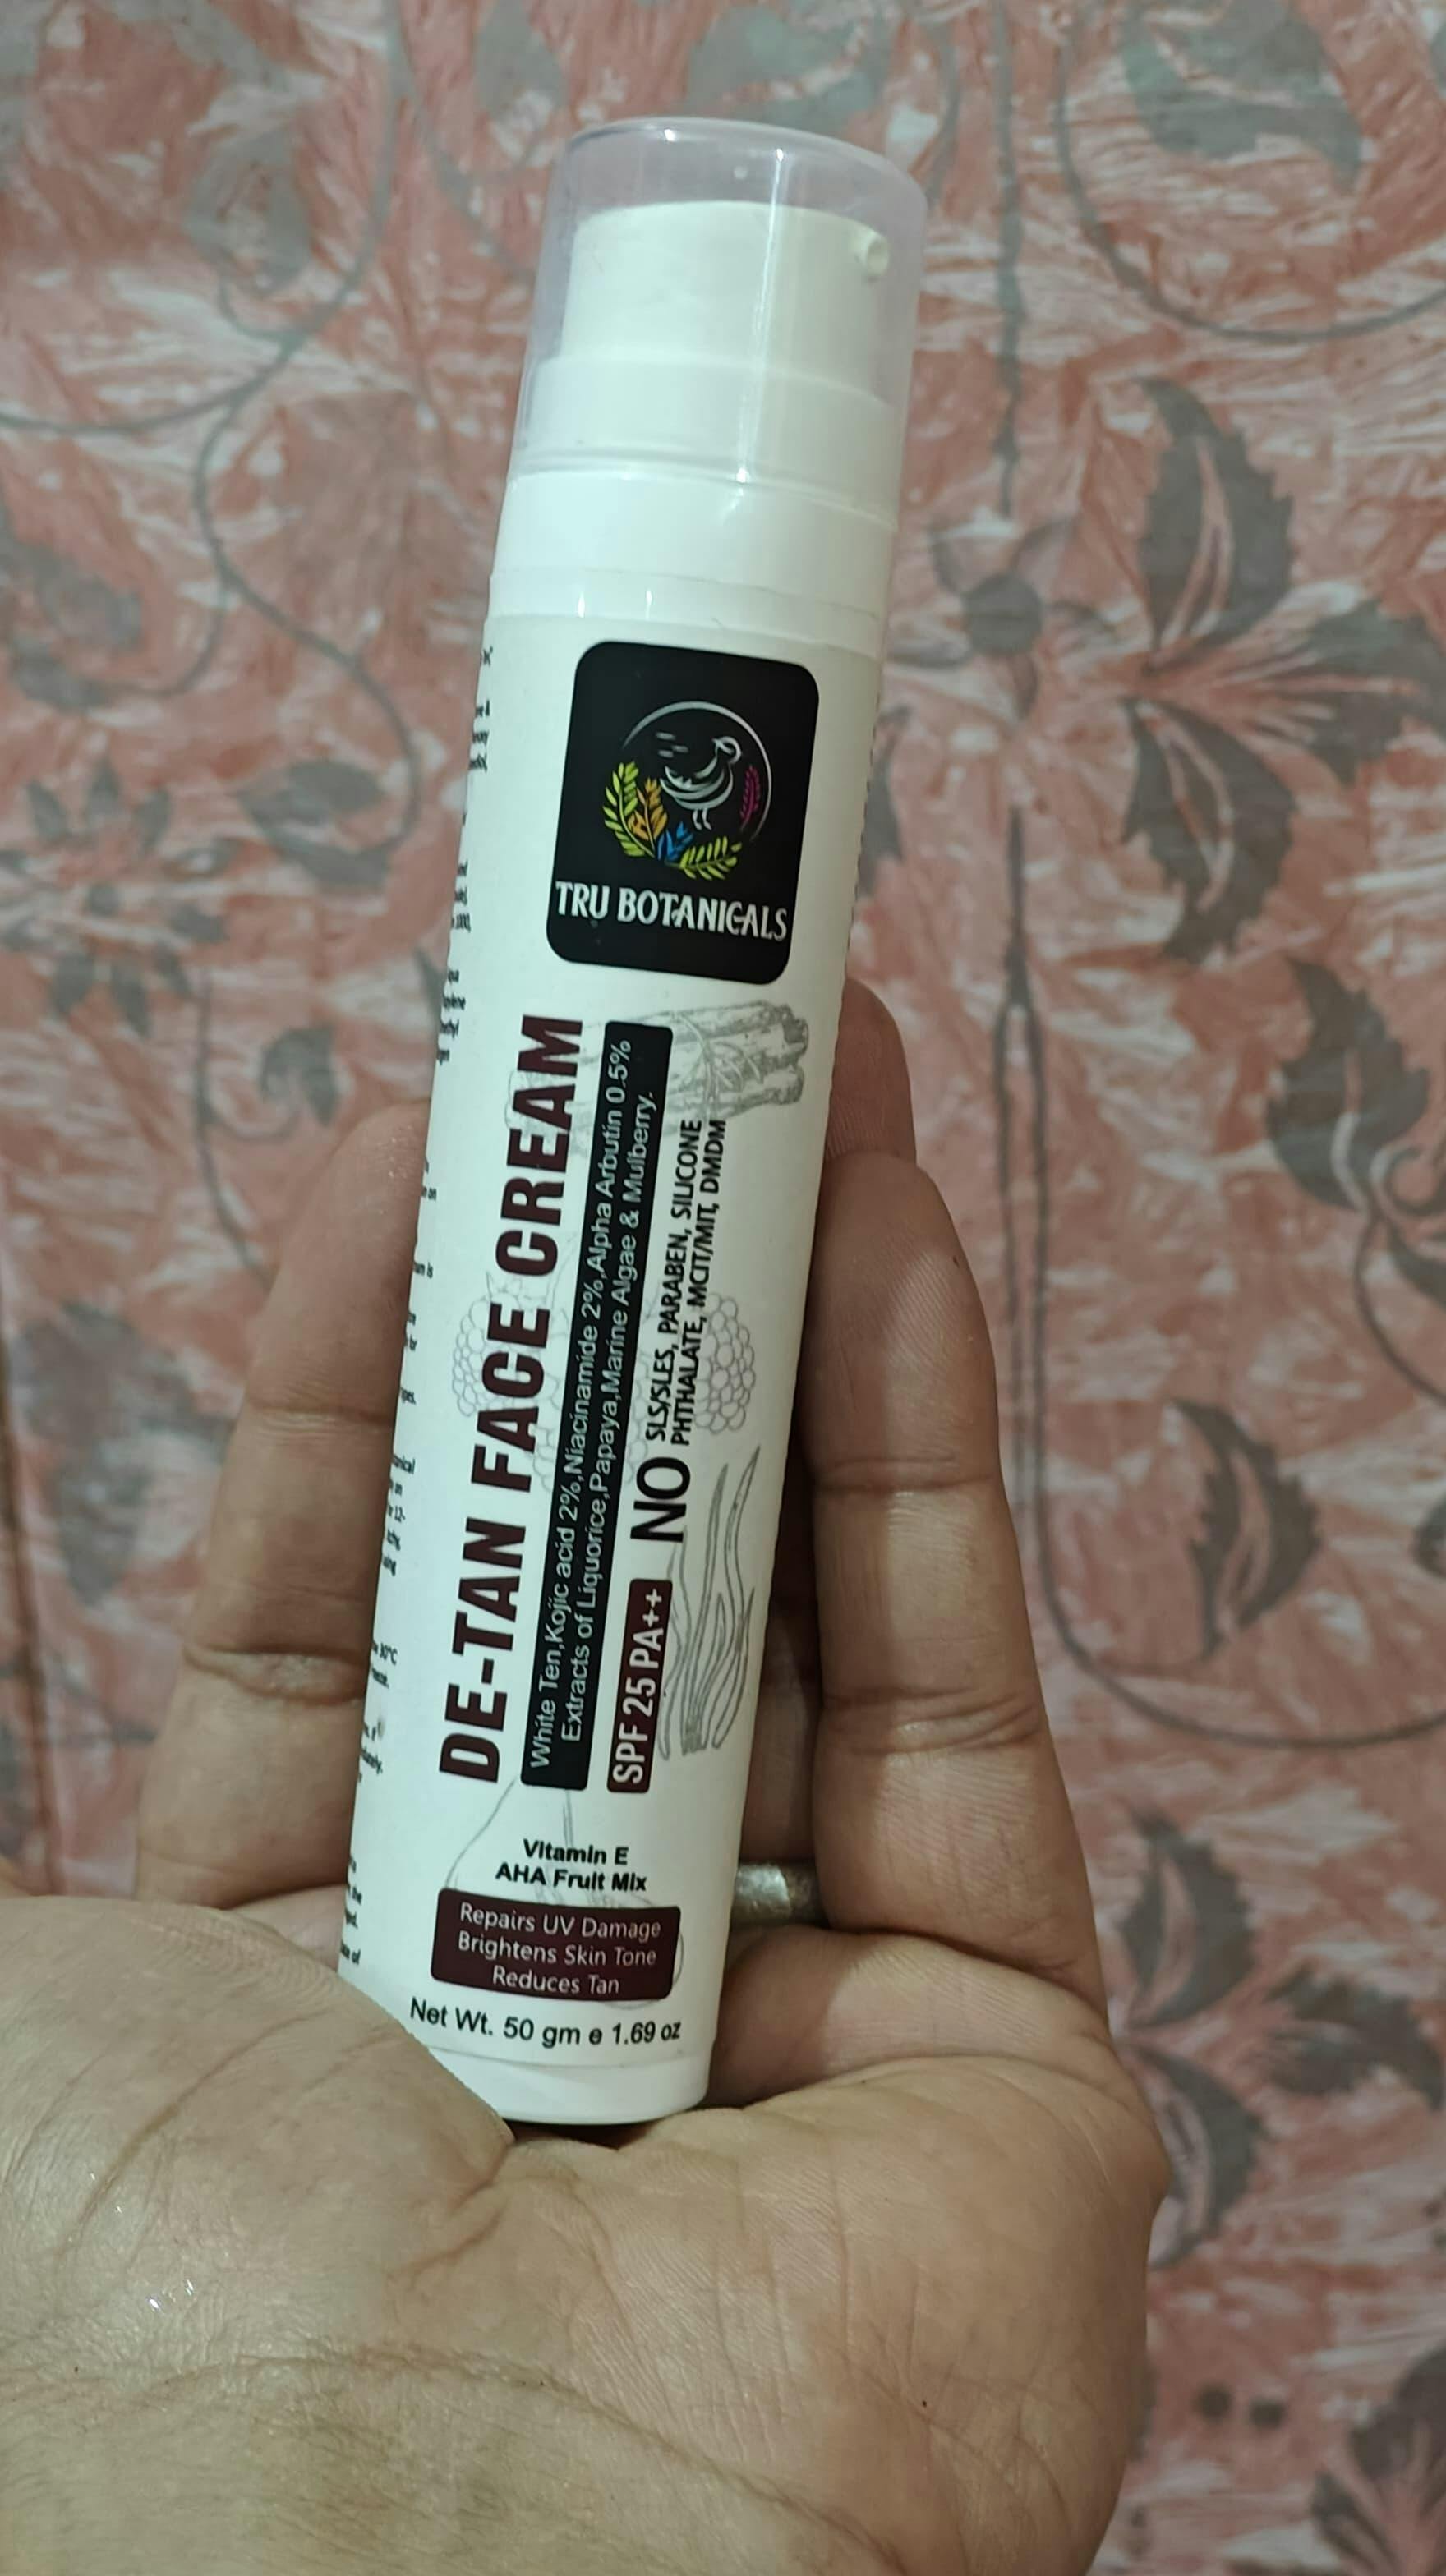 TRU BOTANICALS
DE-TAN FACE CREAM
White Ten,Kojic acid 2%,Niacinamide 2%,Alpha Arbutin 0.5%
Extracts of Liquorice,Papaya,Marine Algae & Mulberry.
SPF 25 PA++
NO
SLS/SLES, PARABEN, SILICONE
PHTHALATE, MCIT/MIT, DMDM
Vitamin E
AHA Fruit Mix
Repairs UV Damage
Brightens Skin Tone
Reduces Tan
Net Wt. 50 gm e 1.69 oz